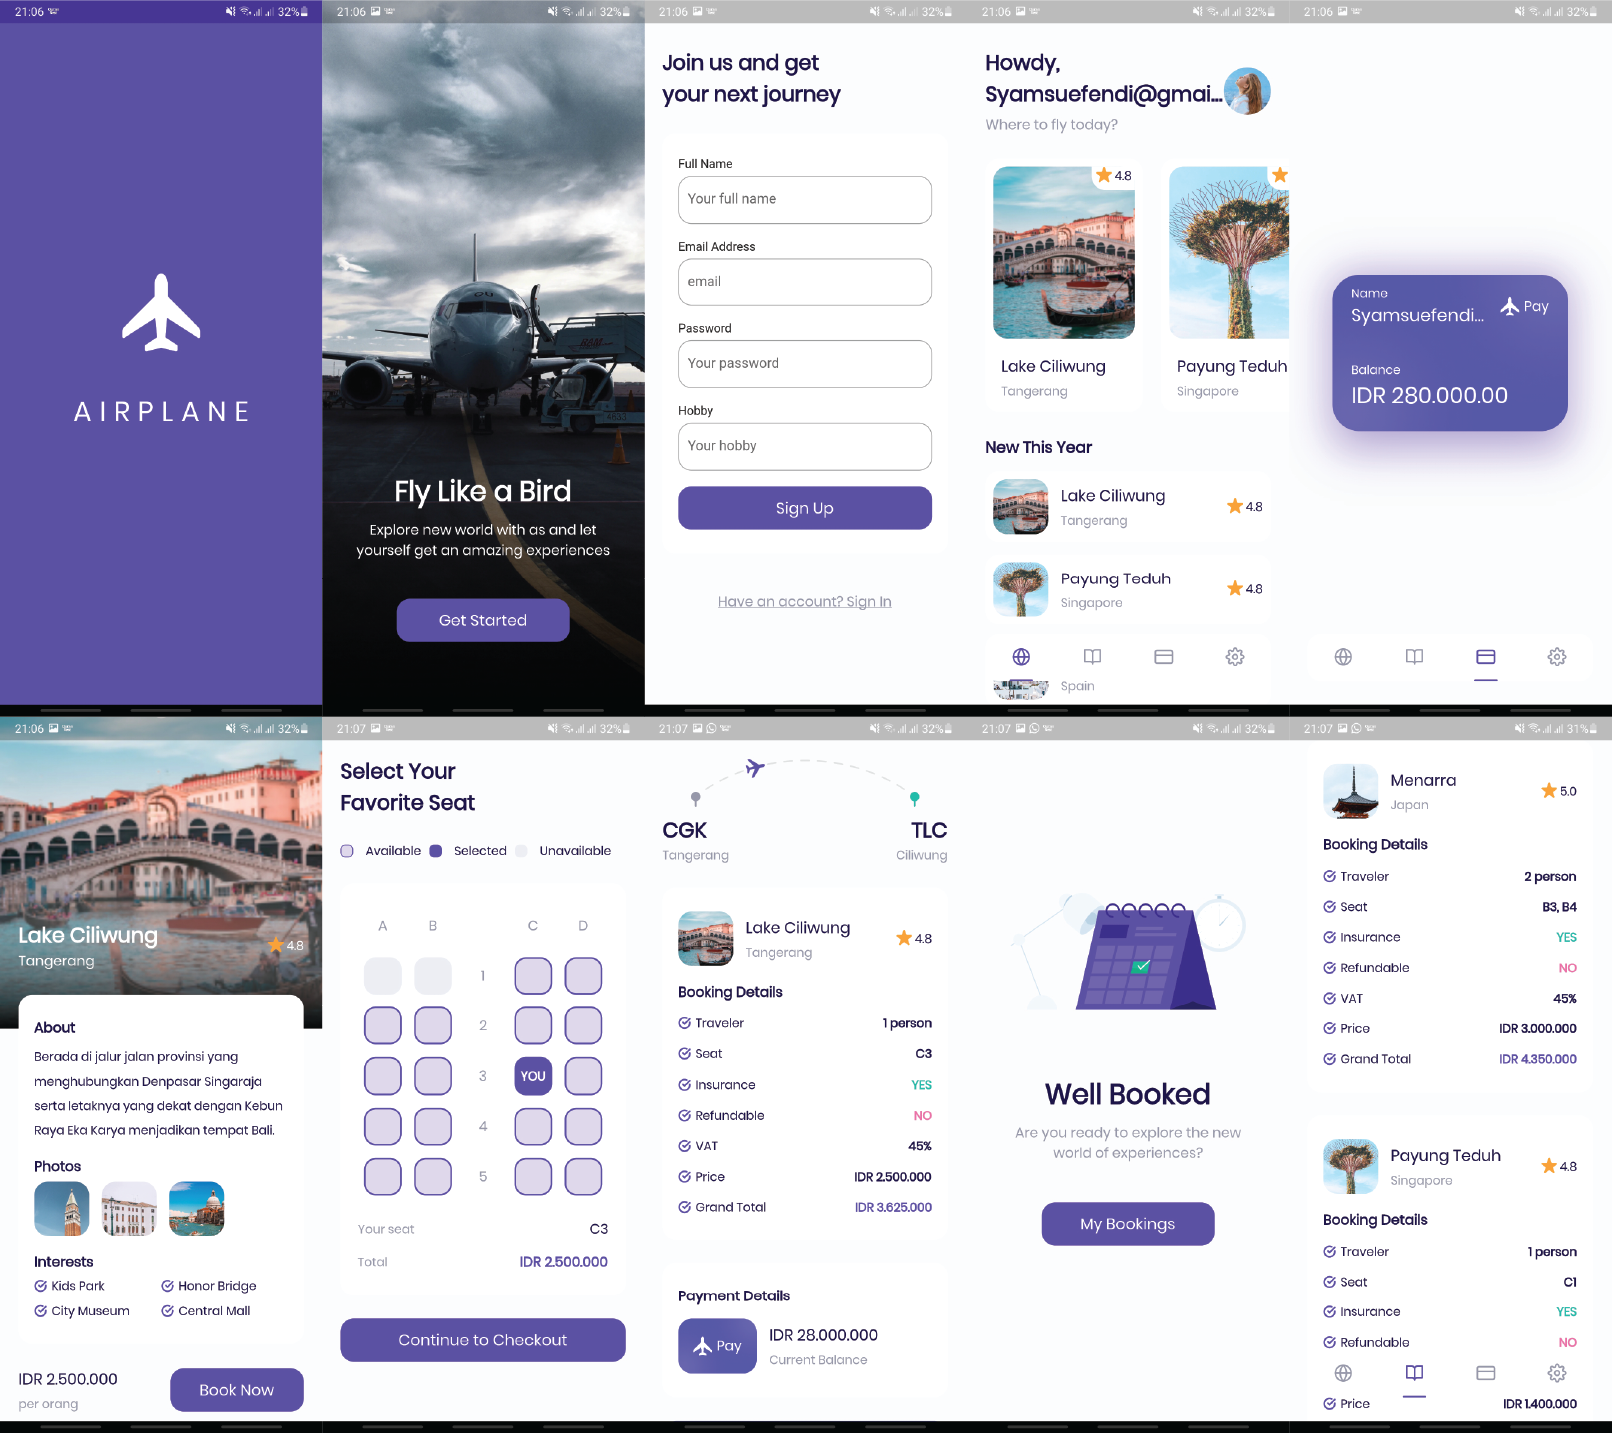 21:06
32%
AIRPLANE
21:06
32%
Fly Like a Bird
Explore new world with as and let
yourself get an amazing experiences
Get Started
21:06
32%
Join us and get
your next journey
Full Name
Your full name
Email Address
email
Password
Your password
Hobby
Your hobby
Sign Up
Have an account? Sign In
21:06
32%
Howdy,
Syamsuefendi@gmai...
Where to fly today?
4.8
Lake Ciliwung
Tangerang
Payung Teduh
Singapore
New This Year
Lake Ciliwung
Tangerang
4.8
Payung Teduh
Singapore
4.8
Spain
21:06
32%
Name
Syamsuefendi...
Pay
Balance
IDR 280.000.00
21:06
32%
Lake Ciliwung
4.8
Tangerang
About
Berada di jalur jalan provinsi yang
menghubungkan Denpasar Singaraja
serta letaknya yang dekat dengan Kebun
Raya Eka Karya menjadikan tempat Bali.
Photos
Interests
Kids Park
Honor Bridge
City Museum
Central Mall
IDR 2.500.000
per orang
Book Now
21:07
32%
Select Your
Favorite Seat
Available Selected Unavailable
A B C D
1
2
3 YOU
4
5
Your seat C3
Total IDR 2.500.000
Continue to Checkout
21:07
32%
CGK TLC
Tangerang Ciliwung
Lake Ciliwung
Tangerang
4.8
Booking Details
Traveler 1 person
Seat C3
Insurance YES
Refundable NO
VAT 45%
Price IDR 2.500.000
Grand Total IDR 3.625.000
Payment Details
Pay
IDR 28.000.000
Current Balance
21:07
32%
Well Booked
Are you ready to explore the new
world of experiences?
My Bookings
21:07
31%
Menarra
Japan
5.0
Booking Details
Traveler 2 person
Seat B3, B4
Insurance YES
Refundable NO
VAT 45%
Price IDR 3.000.000
Grand Total IDR 4.350.000
Payung Teduh
Singapore
4.8
Booking Details
Traveler 1 person
Seat C1
Insurance YES
Refundable NO
Price IDR 1.400.000